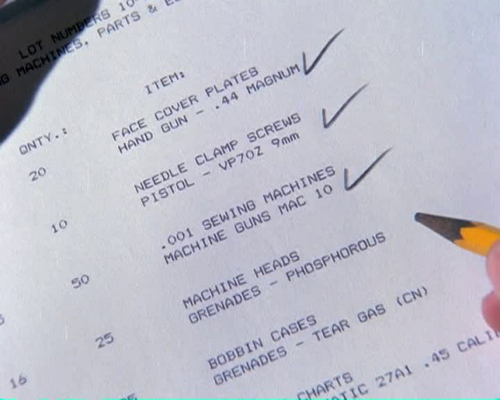 LOT NUMBERS 10
MACHINES, PARTS &
QNTY.: ITEM:
20 FACE COVER PLATES
HAND GUN - .44 MAGNUM
10 NEEDLE CLAMP SCREWS
PISTOL - VP70Z 9mm
50 .001 SEWING MACHINES
MACHINE GUNS MAC 10
25 MACHINE HEADS
GRENADES - PHOSPHOROUS
16 BOBBIN CASES
GRENADES - TEAR GAS (CN)
CHARTS
27A1 .45